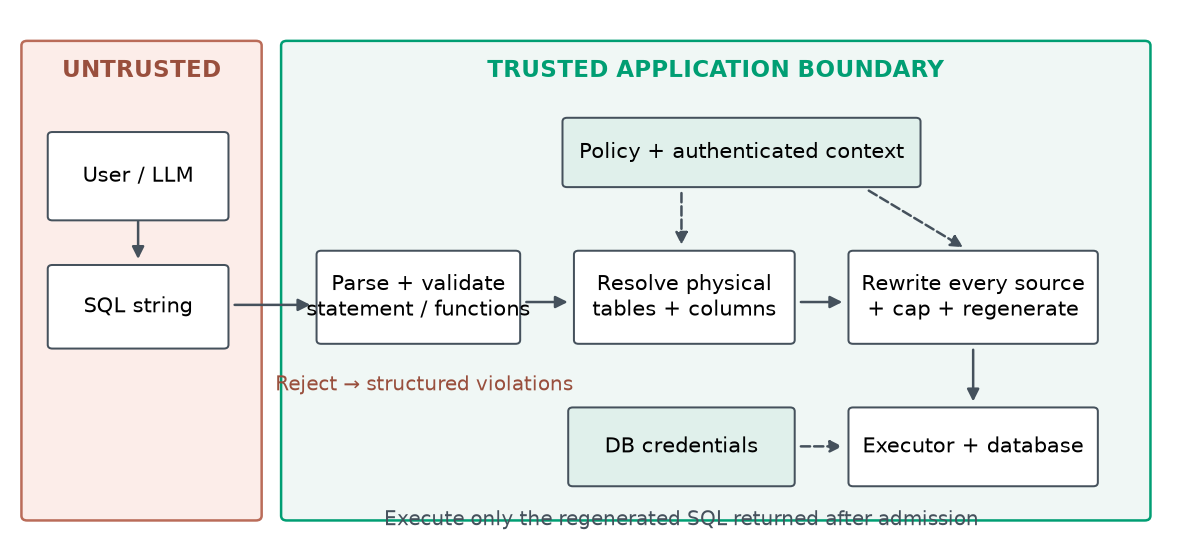 UNTRUSTED
TRUSTED APPLICATION BOUNDARY
User / LLM
SQL string
Policy + authenticated context
Parse + validate
statement / functions
Resolve physical
tables + columns
Rewrite every source
+ cap + regenerate
Reject → structured violations
DB credentials
Executor + database
Execute only the regenerated SQL returned after admission